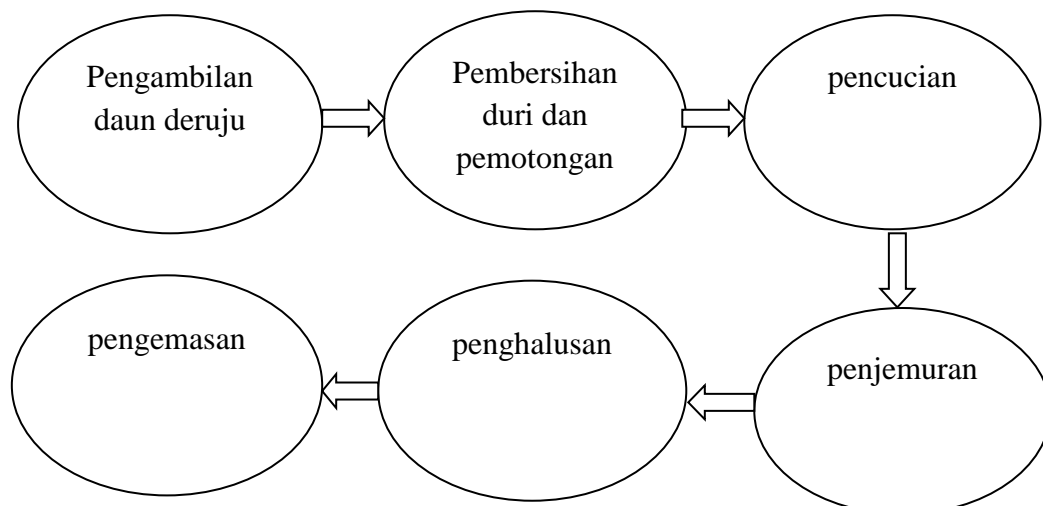 Pengambilan
daun deruju
Pembersihan
duri dan
pemotongan
pencucian
penjemuran
penghalusan
pengemasan